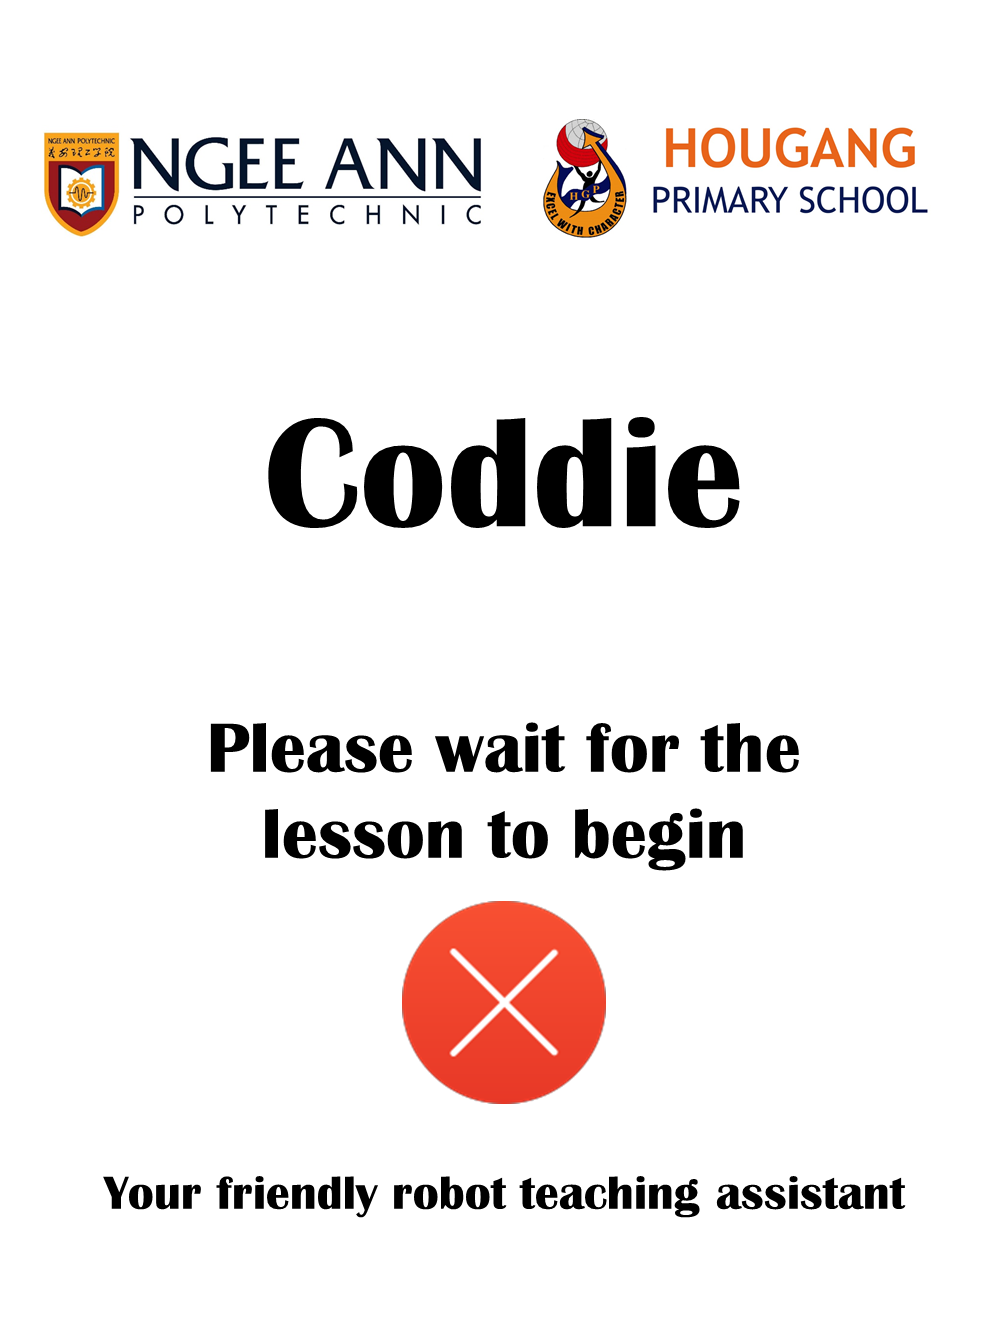 NGEE ANN POLYTECHNIC
NGEE ANN
POLYTECHNIC
HGP
EXCEL WITH CHARACTER
HOUGANG
PRIMARY SCHOOL
Coddie
Please wait for the
lesson to begin
Your friendly robot teaching assistant